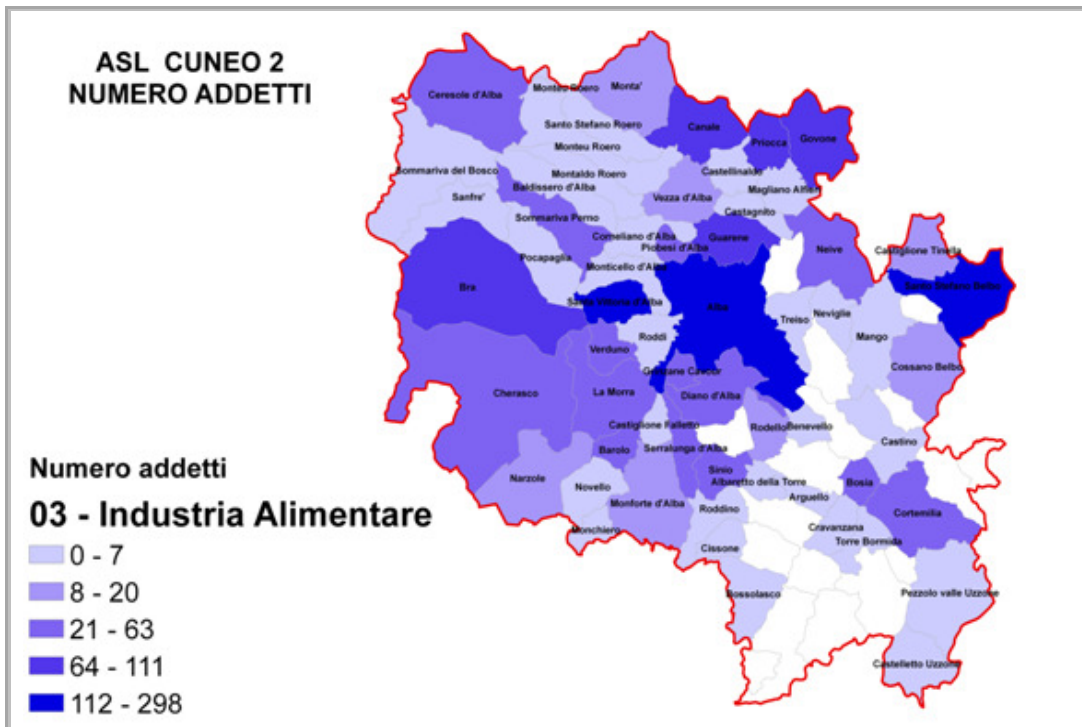 ASL CUNEO 2
NUMERO ADDETTI
Ceresole d'Alba
Monteu Roero
Monta'
Santo Stefano Roero
Canale
Priocca
Govone
Monteu Roero
Sommariva del Bosco
Montaldo Roero
Castellinaldo
Baldissero d'Alba
Magliano Alfieri
Sanfre'
Vezza d'Alba
Sommariva Perno
Castagnito
Corneliano d'Alba
Guarene
Piobesi d'Alba
Neive
Castiglione Tinella
Pocapaglia
Monticello d'Alba
Bra
Santo Stefano Belbo
Santa Vittoria d'Alba
Alba
Treiso
Neviglie
Roddi
Mango
Verduno
Cossano Belbo
Grinzane Cavour
Cherasco
La Morra
Diano d'Alba
Castiglione Falletto
Rodello
Benevello
Castino
Barolo
Serralunga d'Alba
Narzole
Sinio
Novello
Albaretto della Torre
Bosia
Monforte d'Alba
Arguello
Roddino
Cortemilia
Monchiero
Cravanzana
Cissone
Torre Bormida
Bossolasco
Pezzolo valle Uzzone
Castelletto Uzzone
Numero addetti
03 - Industria Alimentare
0 - 7
8 - 20
21 - 63
64 - 111
112 - 298